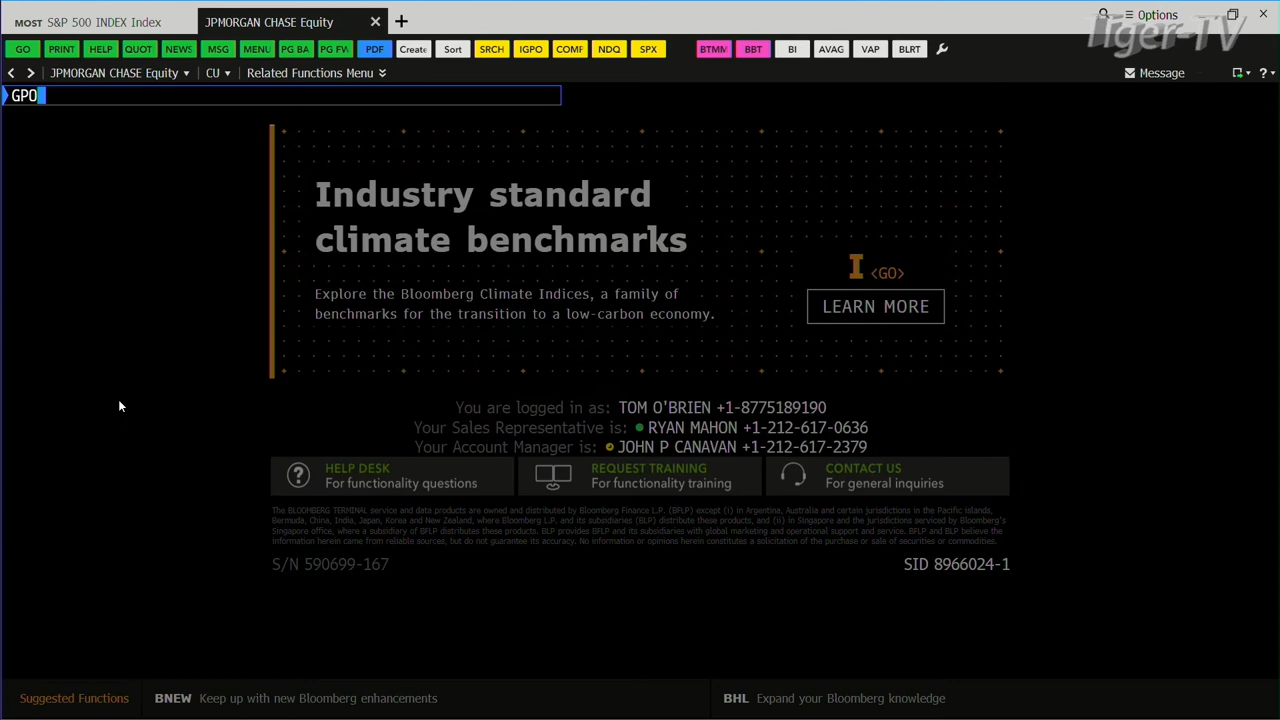 MOST S&P 500 INDEX Index
JPMORGAN CHASE Equity
Options
Tiger-TV
GO PRINT HELP QUOT NEWS MSG MENU PG BA PG FW PDF Create Sort SRCH IGPO COMF NDQ SPX BTMM BBT BI AVAG VAP BLRT
JPMORGAN CHASE Equity CU Related Functions Menu Message ?
GPO
Industry standard
climate benchmarks
Explore the Bloomberg Climate Indices, a family of
benchmarks for the transition to a low-carbon economy.
I <GO>
LEARN MORE
You are logged in as: TOM O'BRIEN +1-8775189190
Your Sales Representative is: RYAN MAHON +1-212-617-0636
Your Account Manager is: JOHN P CANAVAN +1-212-617-2379
HELP DESK
For functionality questions
REQUEST TRAINING
For functionality training
CONTACT US
For general inquiries
The BLOOMBERG TERMINAL service and data products are owned and distributed by Bloomberg Finance L.P. (BFLP) except (i) in Argentina, Australia and certain jurisdictions in the Pacific islands,
Bermuda, China, India, Japan, Korea and New Zealand, where Bloomberg L.P. and its subsidiaries (BLP) distribute these products, and (ii) in Singapore and the jurisdictions serviced by Bloomberg's
Singapore office, where a subsidiary of BFLP distributes these products. BLP provides BFLP and its subsidiaries with global marketing and operational support and service. BFLP and BLP believe the
information herein came from reliable sources, but do not guarantee its accuracy. No information or opinions herein constitutes a solicitation of the purchase or sale of securities or commodities.
S/N 590699-167
SID 8966024-1
Suggested Functions BNEW Keep up with new Bloomberg enhancements BHL Expand your Bloomberg knowledge